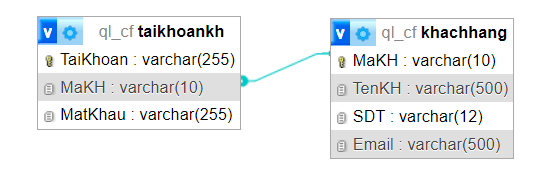 v ql_cf taikhoankh
TaiKhoan : varchar(255)
MaKH : varchar(10)
MatKhau : varchar(255)
v ql_cf khachhang
MaKH : varchar(10)
TenKH : varchar(500)
SDT : varchar(12)
Email : varchar(500)